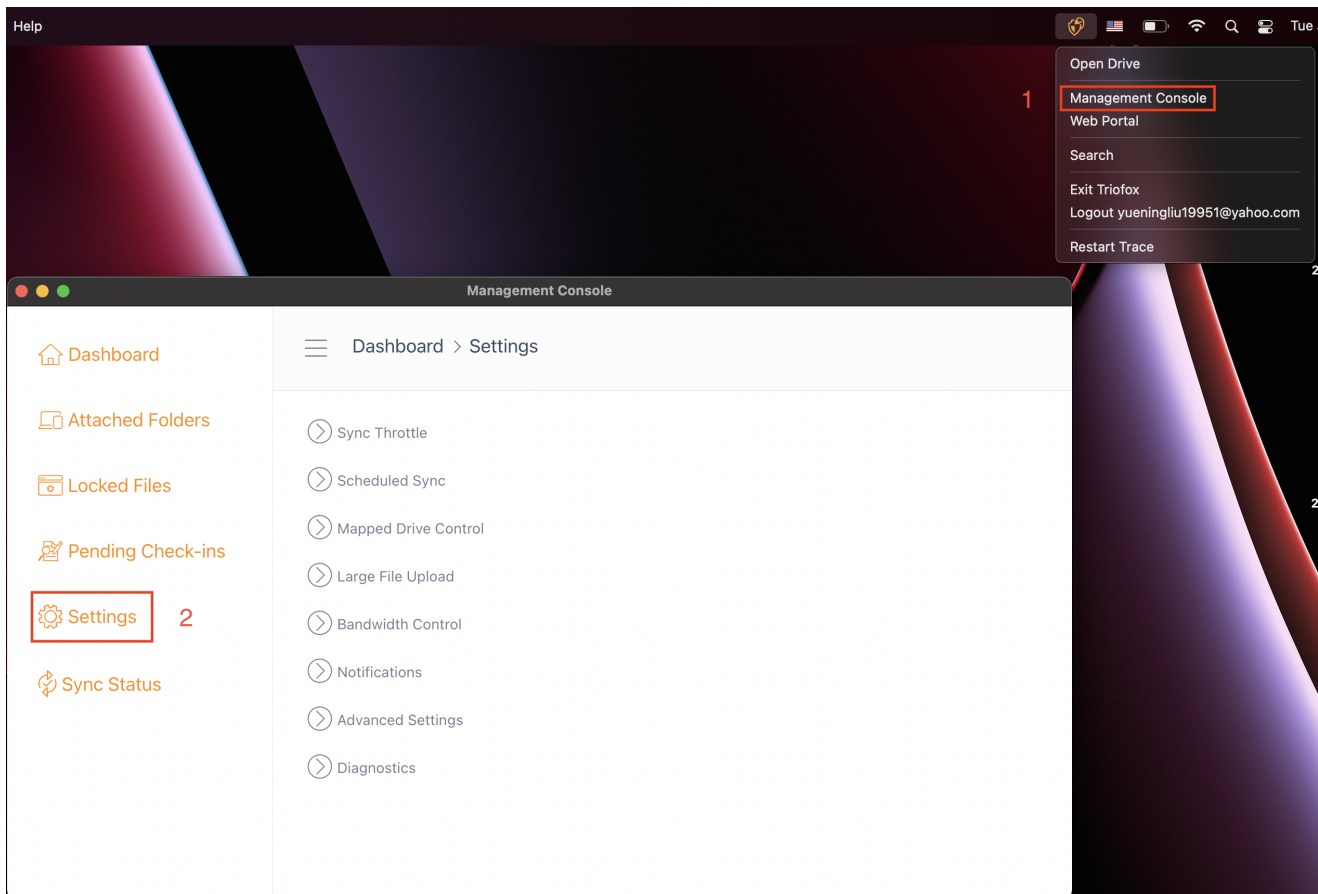 Help
Tue
Open Drive
1
Management Console
Web Portal
Search
Exit Triofox
Logout yueningliu19951@yahoo.com
Restart Trace
2
Management Console
Dashboard
Dashboard > Settings
Attached Folders
Sync Throttle
Locked Files
Scheduled Sync
Pending Check-ins
Mapped Drive Control
Settings
2
Large File Upload
Sync Status
Bandwidth Control
Notifications
Advanced Settings
Diagnostics
2